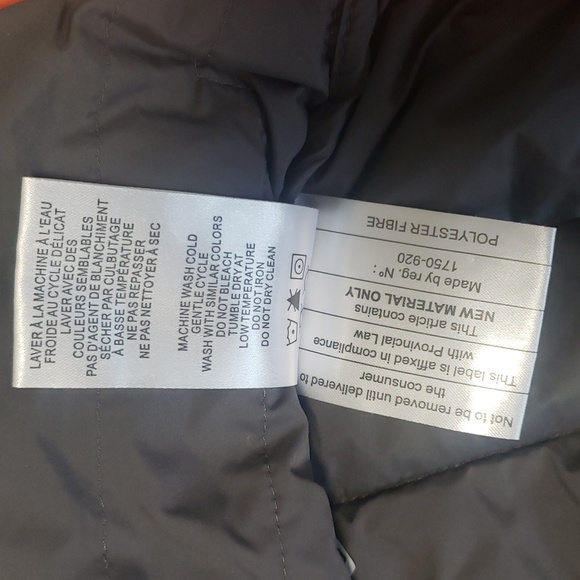 LAVER À LA MACHINE À L'EAU
FROIDE AU CYCLE DÉLICAT
LAVER AVEC DES
COULEURS SEMBLABLES
PAS D'AGENT DE BLANCHIMENT
SÉCHER PAR CULBUTAGE
À BASSE TEMPÉRATURE
NE PAS REPASSER
NE PAS NETTOYER À SEC
MACHINE WASH COLD
GENTLE CYCLE
WASH WITH SIMILAR COLORS
DO NOT BLEACH
TUMBLE DRY AT
LOW TEMPERATURE
DO NOT IRON
DO NOT DRY CLEAN
Not to be removed until delivered to
the consumer
This label is affixed in compliance
with Provincial Law
This article contains
NEW MATERIAL ONLY
Made by reg. Nº :
1750-920
POLYESTER FIBRE